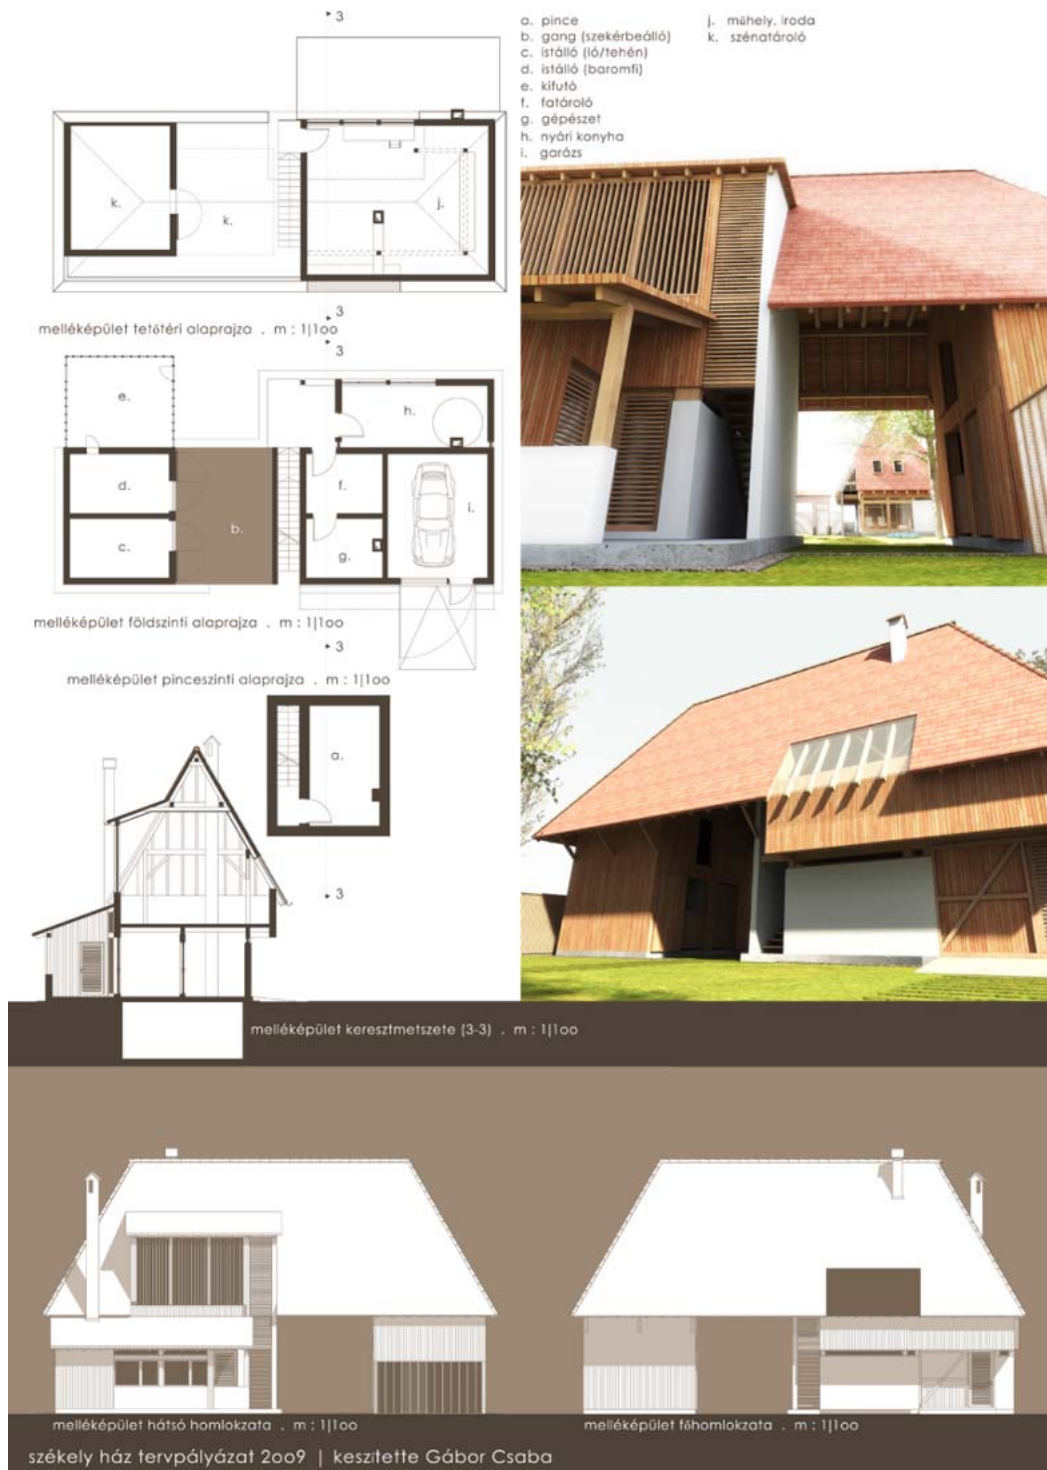 3
a. pince
b. gang (szekérbeálló)
c. istálló (ló/tehén)
d. istálló (baromfi)
e. kifutó
f. fatároló
g. gépészet
h. nyári konyha
i. garázs
j. műhely, iroda
k. szénatároló
k.
k.
j.
3
melléképület tetőtéri alaprajza . m : 1|1oo
3
e.
h.
d.
f.
i.
b.
c.
g.
melléképület földszinti alaprajza . m : 1|1oo
3
melléképület pinceszinti alaprajza . m : 1|1oo
a.
3
melléképület keresztmetszete (3-3) . m : 1|1oo
melléképület hátsó homlokzata . m : 1|1oo
melléképület főhomlokzata . m : 1|1oo
székely ház tervpályázat 2oo9 | keszítette Gábor Csaba